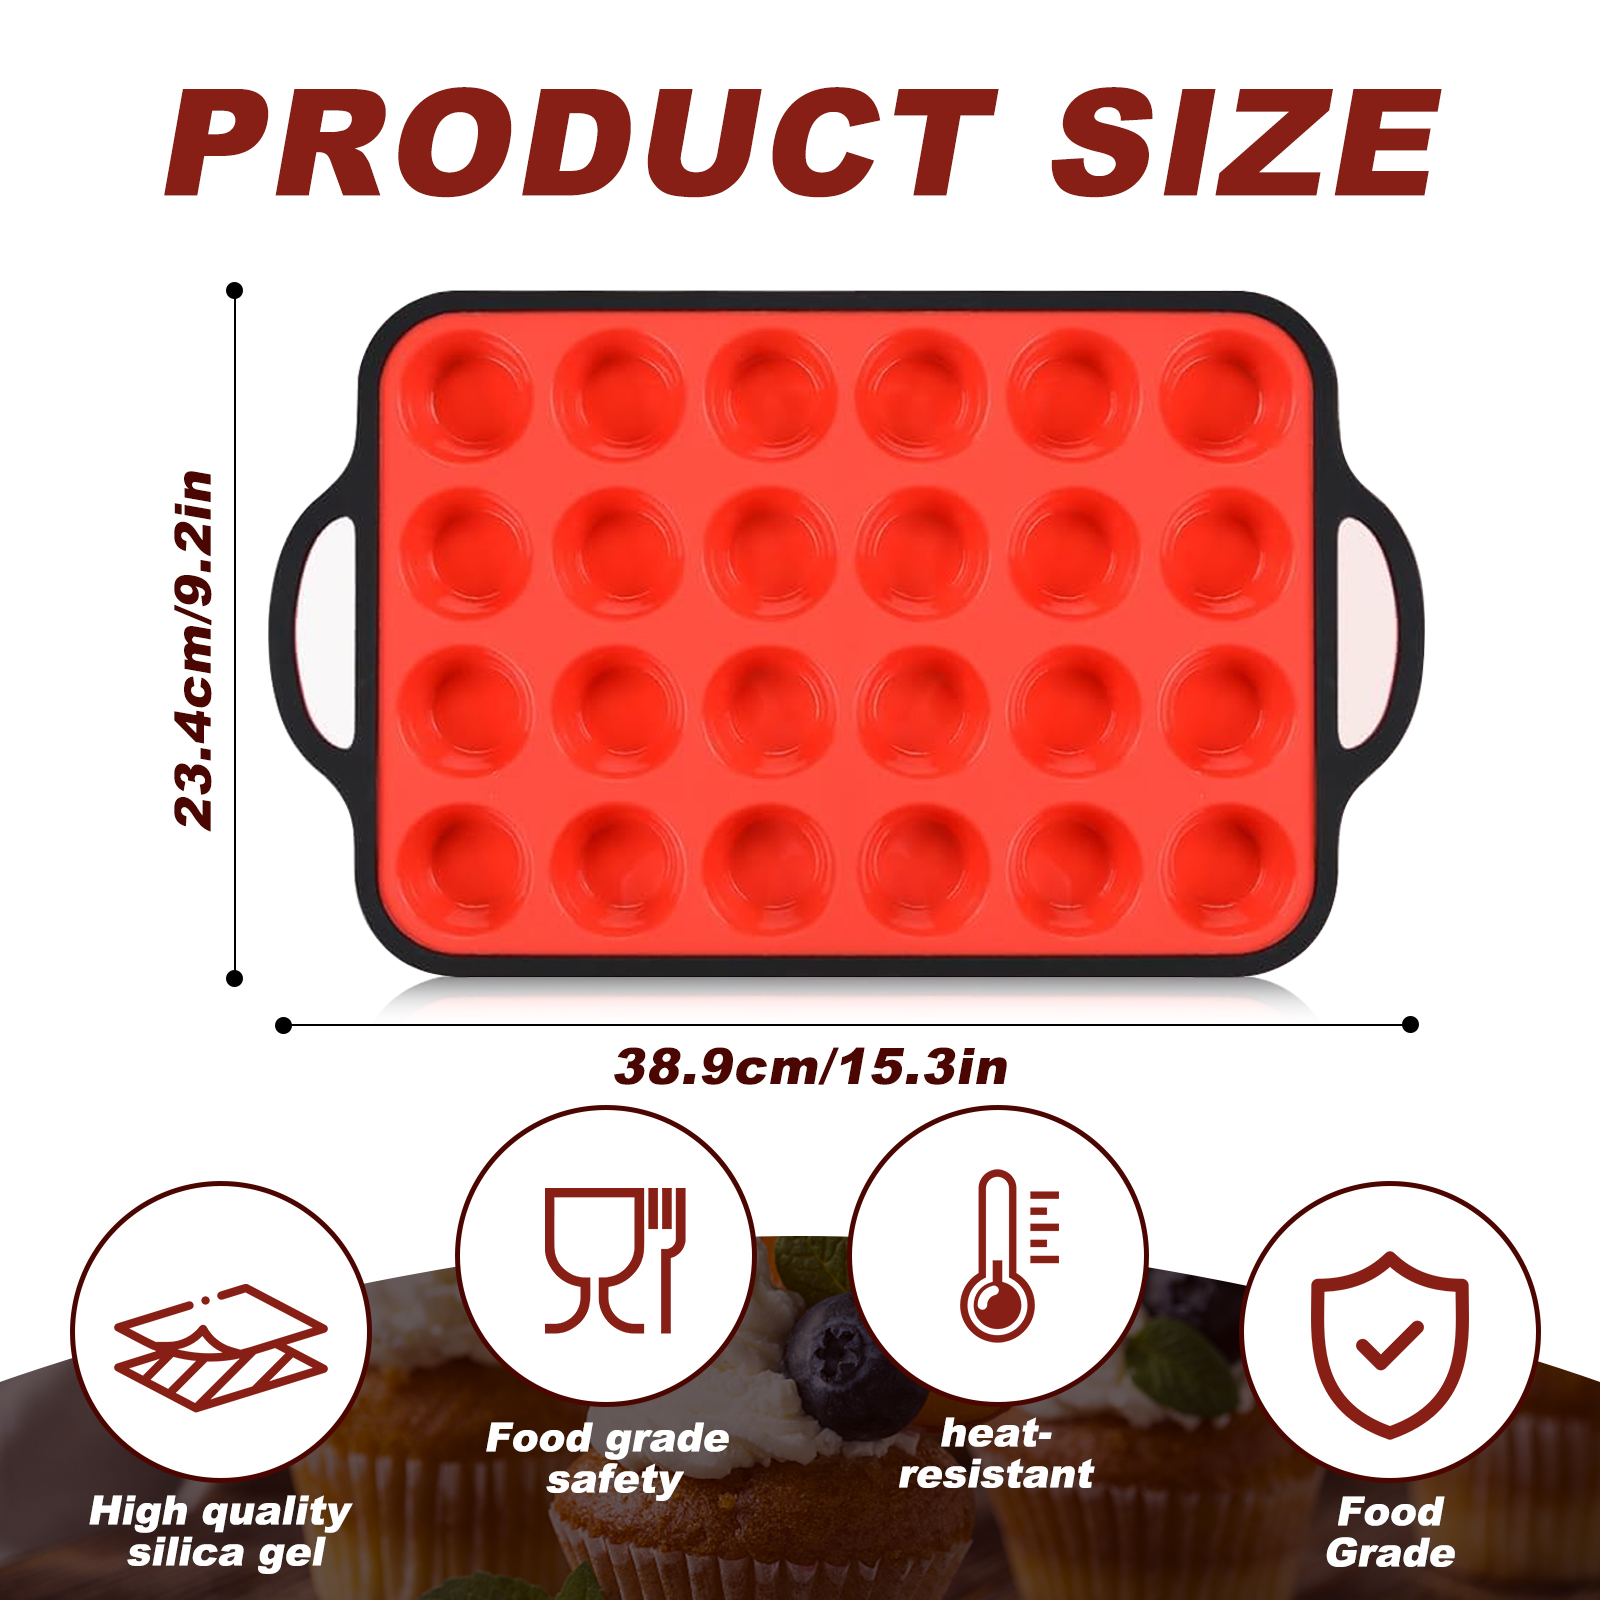 PRODUCT SIZE
23.4cm/9.2in
38.9cm/15.3in
High quality
silica gel
Food grade
safety
heat-
resistant
Food
Grade